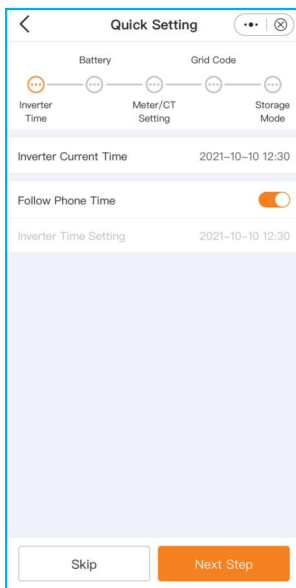 Quick Setting
Battery Grid Code
Inverter Time
Meter/CT Setting
Storage Mode
Inverter Current Time 2021-10-10 12:30
Follow Phone Time
Inverter Time Setting 2021-10-10 12:30
Skip Next Step